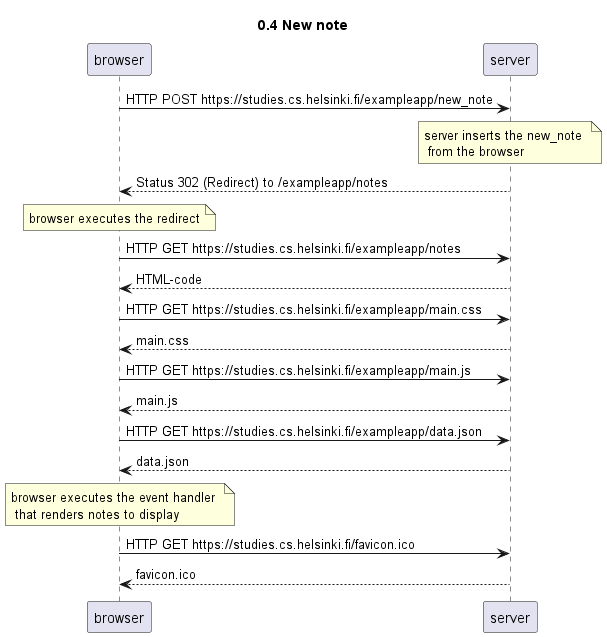 0.4 New note
browser
server
HTTP POST https://studies.cs.helsinki.fi/exampleapp/new_note
server inserts the new_note
from the browser
Status 302 (Redirect) to /exampleapp/notes
browser executes the redirect
HTTP GET https://studies.cs.helsinki.fi/exampleapp/notes
HTML-code
HTTP GET https://studies.cs.helsinki.fi/exampleapp/main.css
main.css
HTTP GET https://studies.cs.helsinki.fi/exampleapp/main.js
main.js
HTTP GET https://studies.cs.helsinki.fi/exampleapp/data.json
data.json
browser executes the event handler
that renders notes to display
HTTP GET https://studies.cs.helsinki.fi/favicon.ico
favicon.ico
browser
server